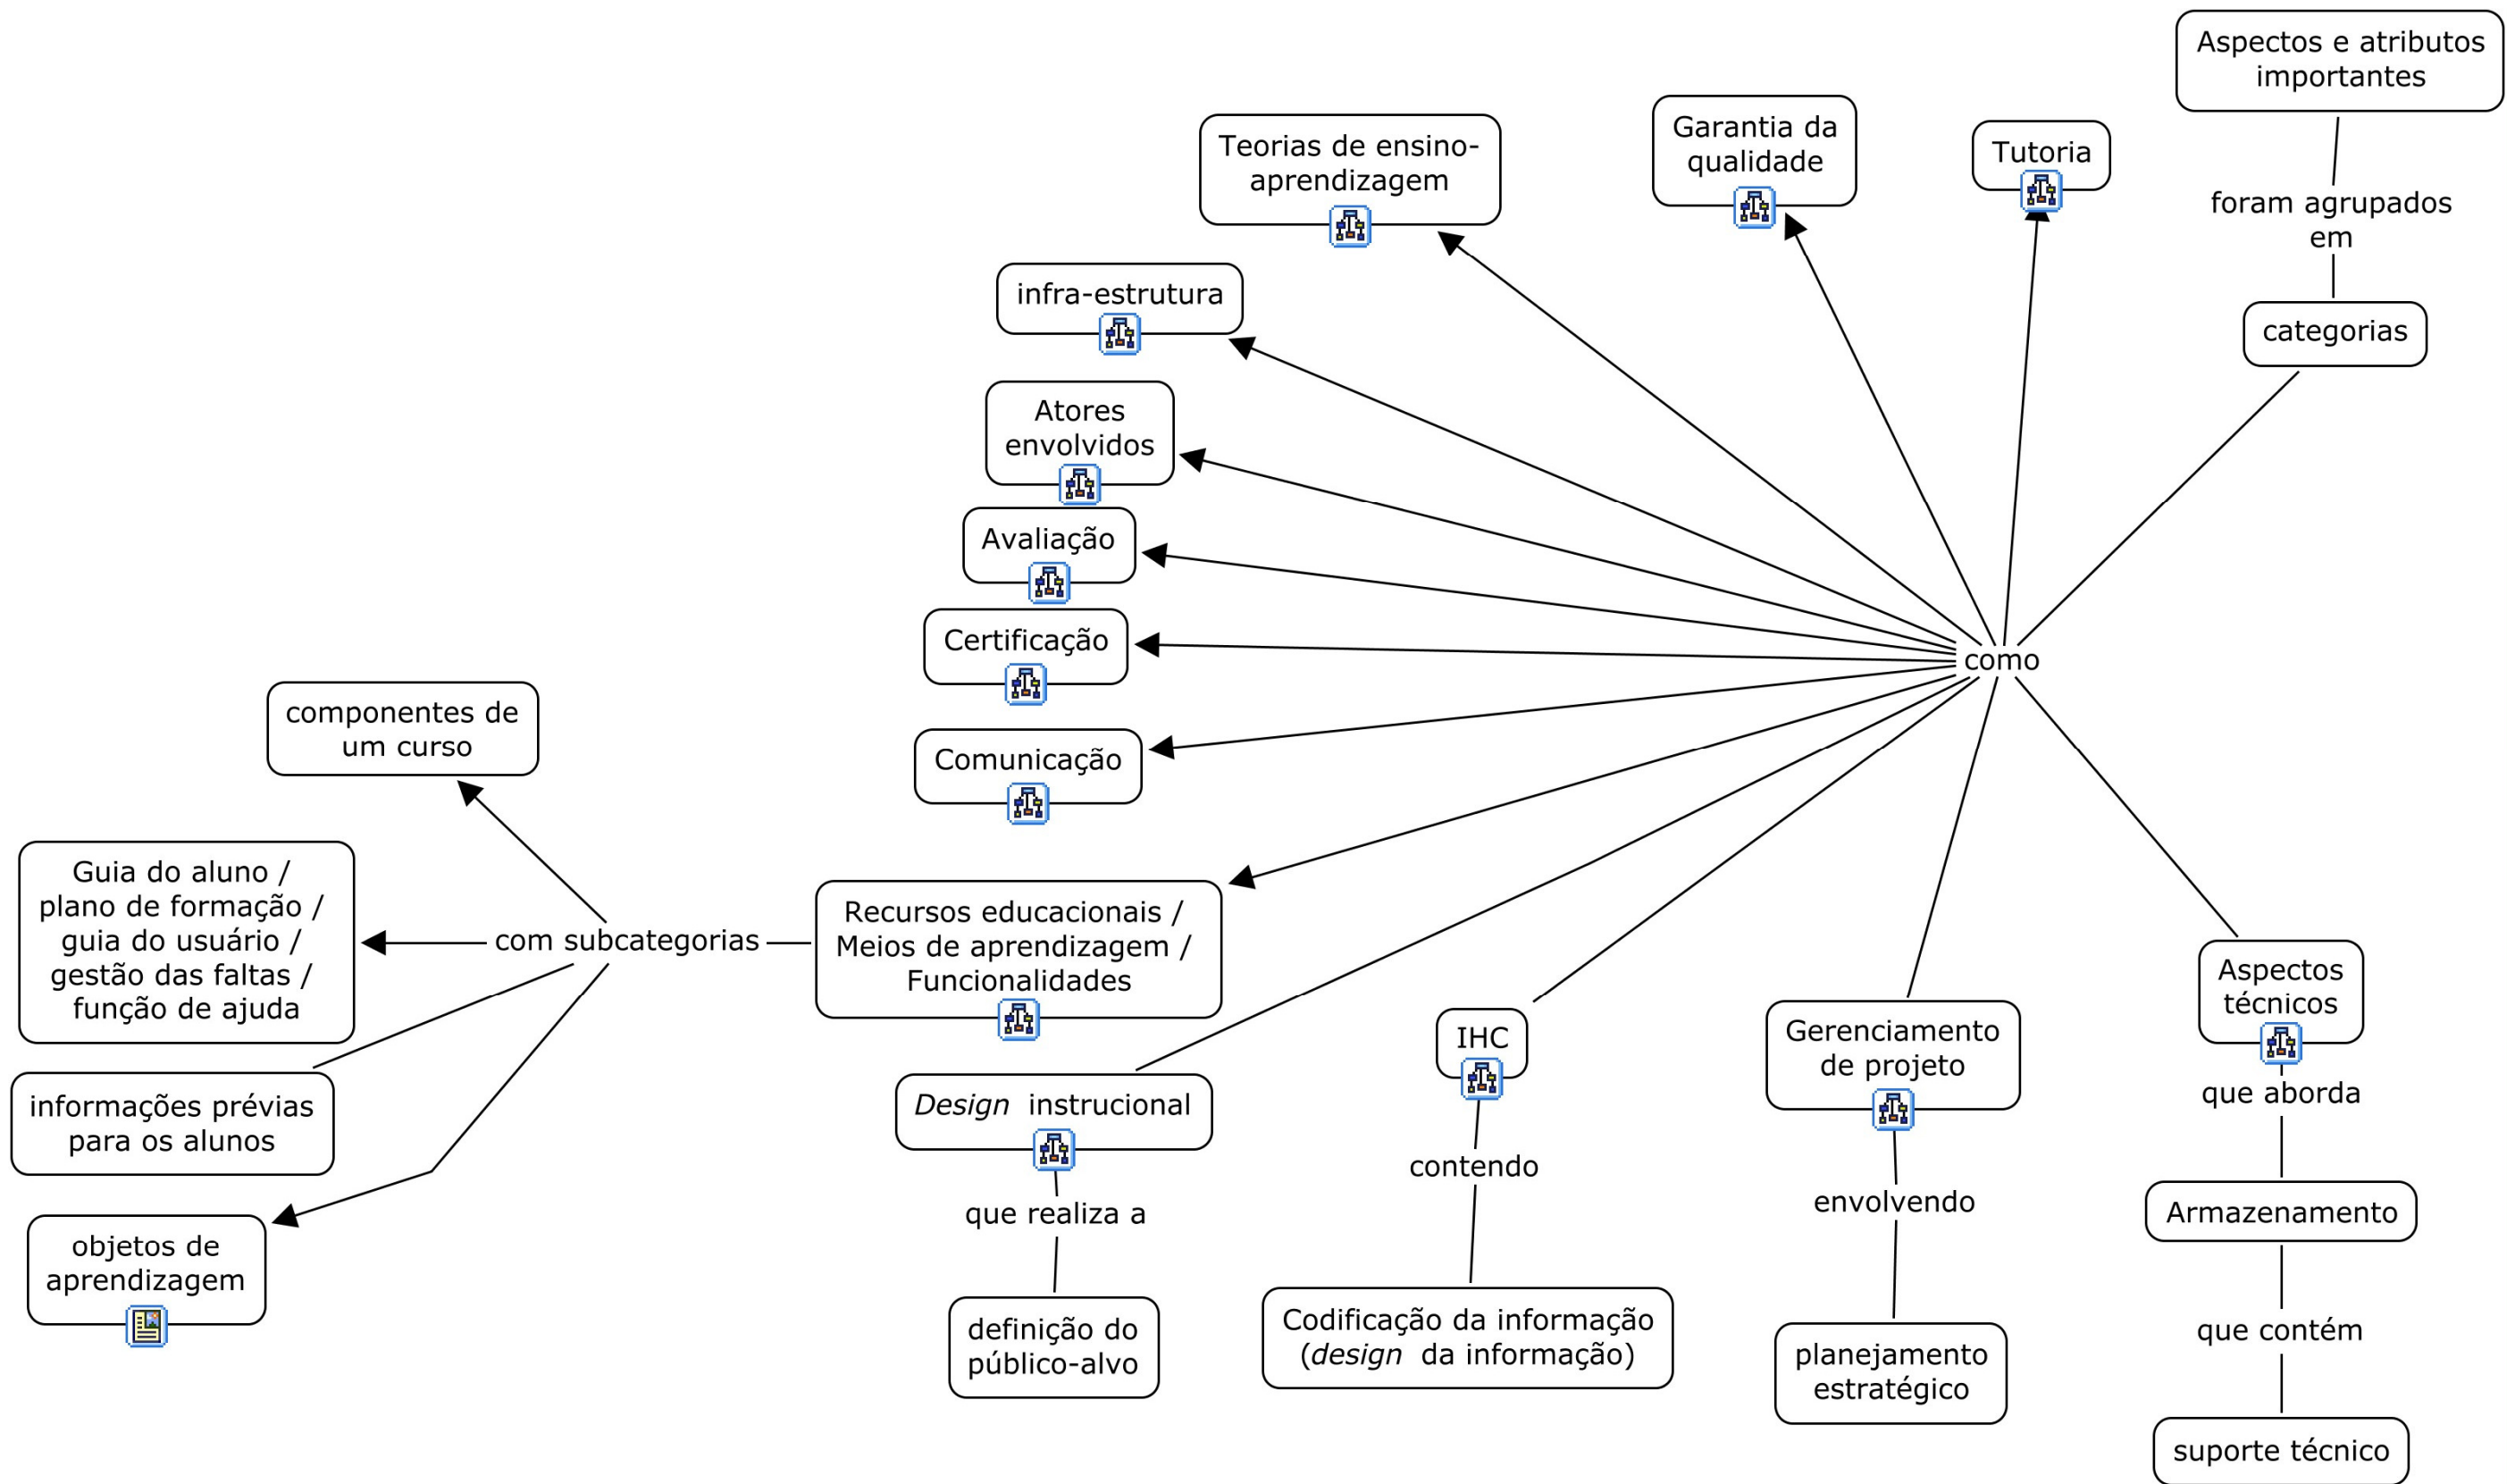 Aspectos e atributos
importantes
foram agrupados
em
categorias
como
Tutoria
Garantia da
qualidade
Teorias de ensino-
aprendizagem
infra-estrutura
Atores
envolvidos
Avaliação
Certificação
Comunicação
Recursos educacionais /
Meios de aprendizagem /
Funcionalidades
com subcategorias
componentes de
um curso
Guia do aluno /
plano de formação /
guia do usuário /
gestão das faltas /
função de ajuda
informações prévias
para os alunos
objetos de
aprendizagem
Design instrucional
que realiza a
definição do
público-alvo
IHC
contendo
Codificação da informação
(design da informação)
Gerenciamento
de projeto
envolvendo
planejamento
estratégico
Aspectos
técnicos
que aborda
Armazenamento
que contém
suporte técnico